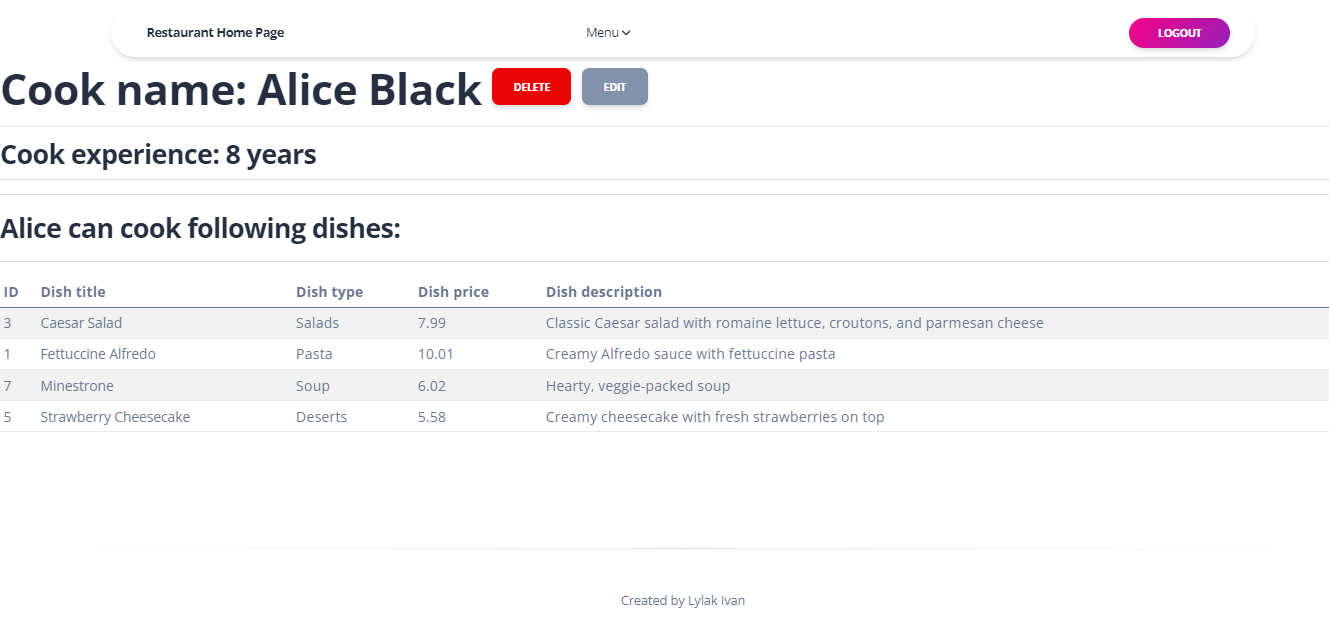 Restaurant Home Page Menu LOGOUT
Cook name: Alice Black DELETE EDIT
Cook experience: 8 years
Alice can cook following dishes:
ID Dish title Dish type Dish price Dish description
3 Caesar Salad Salads 7.99 Classic Caesar salad with romaine lettuce, croutons, and parmesan cheese
1 Fettuccine Alfredo Pasta 10.01 Creamy Alfredo sauce with fettuccine pasta
7 Minestrone Soup 6.02 Hearty, veggie-packed soup
5 Strawberry Cheesecake Deserts 5.58 Creamy cheesecake with fresh strawberries on top
Created by Lylak Ivan